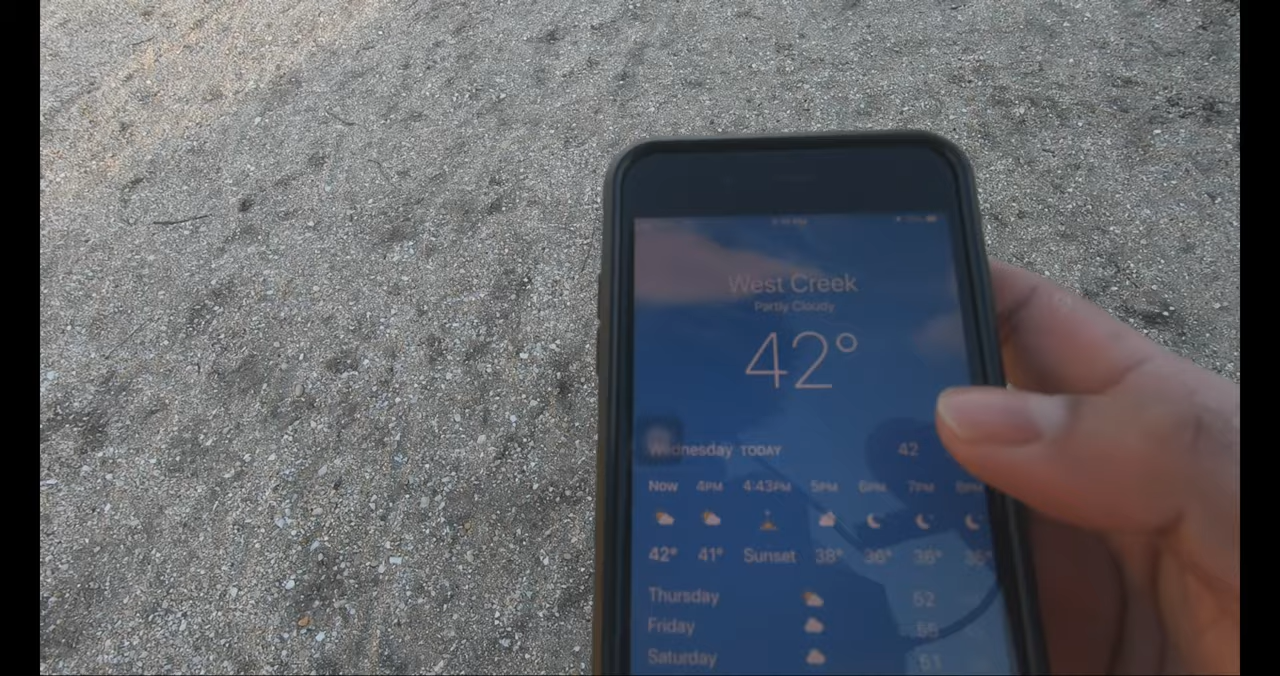 West Creek
Partly Cloudy
42°
Wednesday TODAY 42
Now 4PM 4:43PM 5PM 6PM 7PM 8PM
42° 41° Sunset 38° 36° 36°
Thursday 52
Friday
Saturday 51